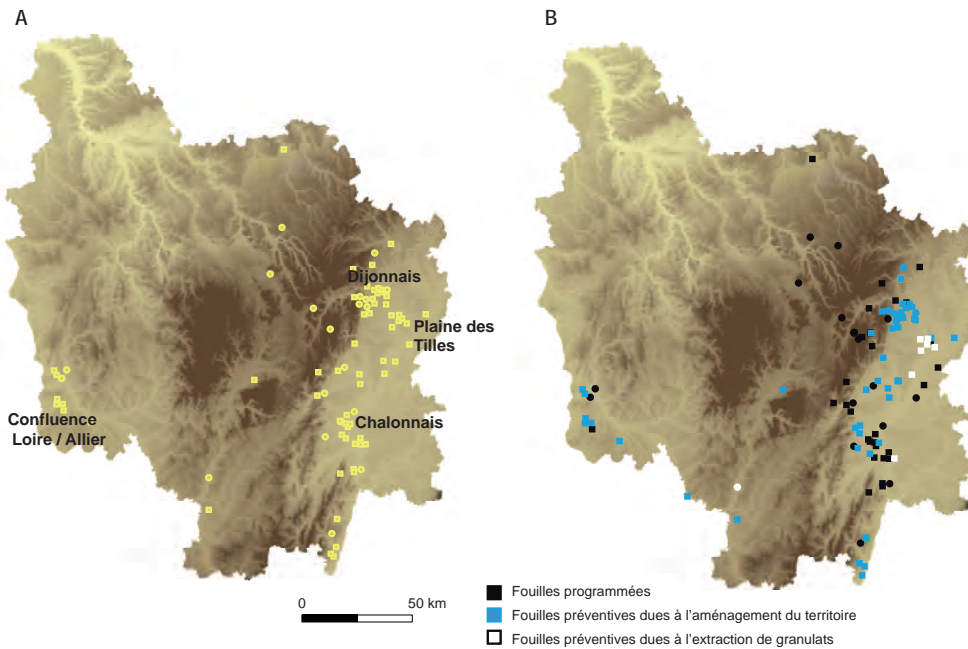 A
B
Dijonnais
Plaine des
Tilles
Confluence
Loire / Allier
Chalonnais
0 50 km
Fouilles programmées
Fouilles préventives dues à l'aménagement du territoire
Fouilles préventives dues à l'extraction de granulats